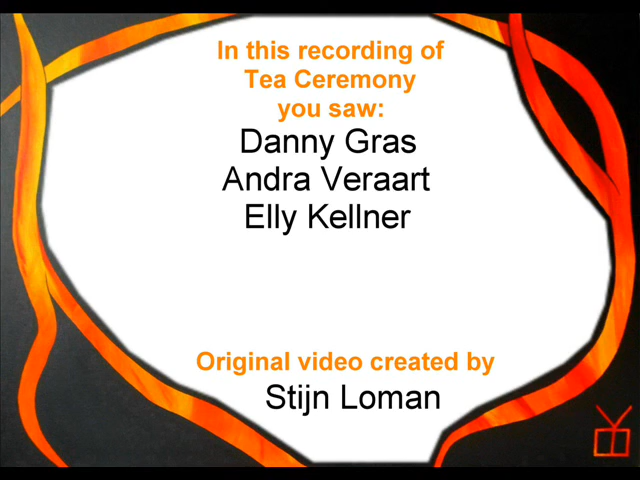 In this recording of
Tea Ceremony
you saw:
Danny Gras
Andra Veraart
Elly Kellner
Original video created by
Stijn Loman